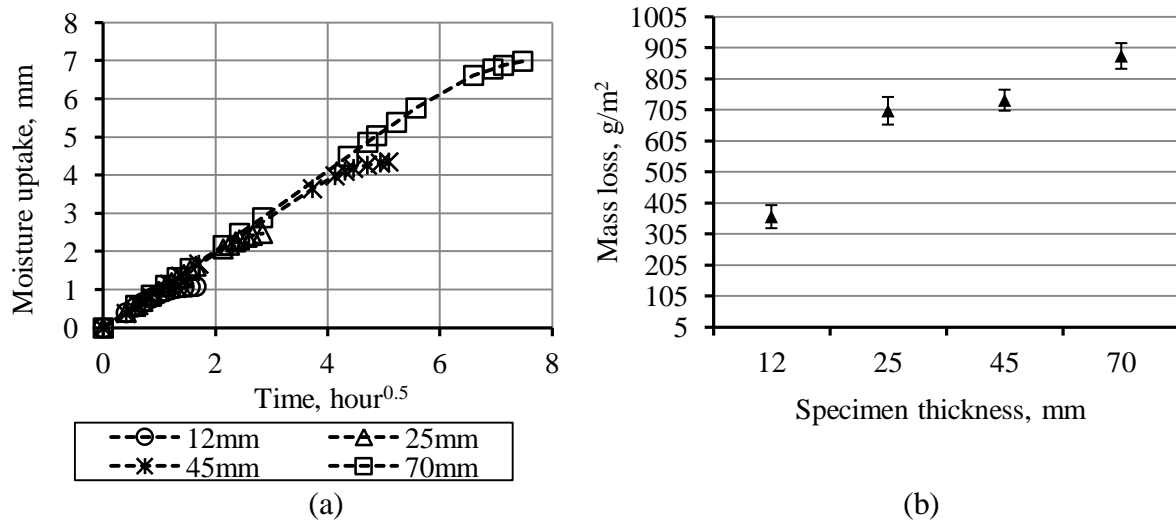 8
7
6
5
4
3
2
1
0
Moisture uptake, mm
0 2 4 6 8
Time, hour^0.5
12mm 25mm
45mm 70mm
(a)
1005
905
805
705
605
505
405
305
205
105
5
Mass loss, g/m²
12 25 45 70
Specimen thickness, mm
(b)